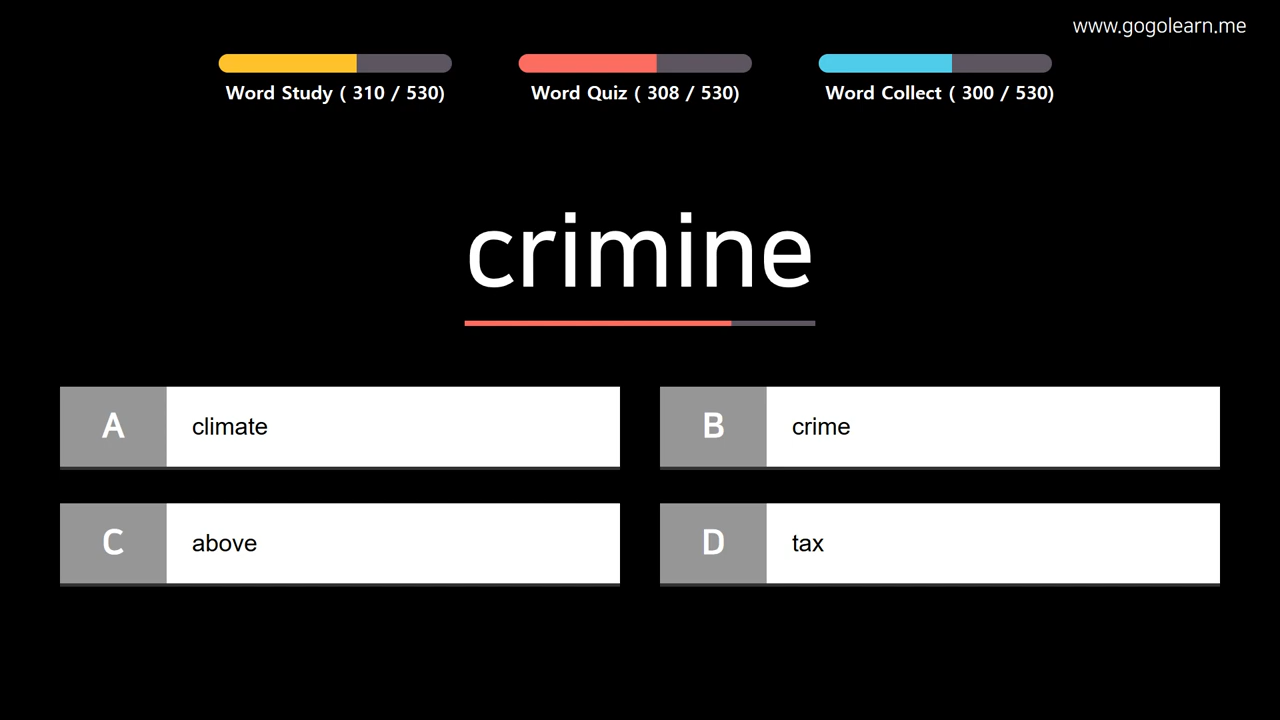 www.gogolearn.me
Word Study ( 310 / 530)
Word Quiz ( 308 / 530)
Word Collect ( 300 / 530)
crimine
A climate
B crime
C above
D tax